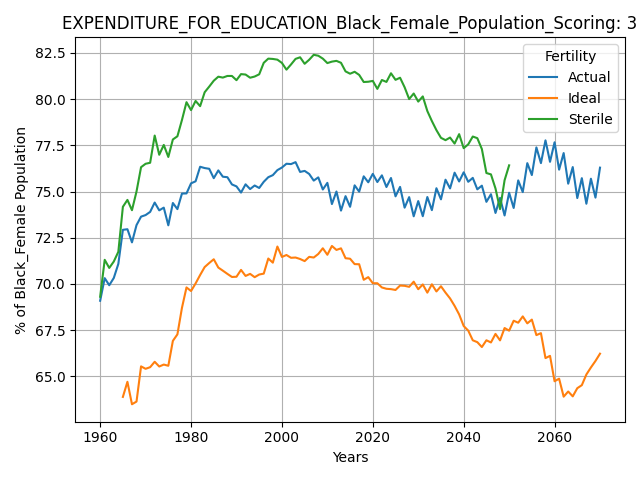 EXPENDITURE_FOR_EDUCATION_Black_Female_Population_Scoring: 3
Fertility
Actual
Ideal
Sterile
% of Black_Female Population
82.5
80.0
77.5
75.0
72.5
70.0
67.5
65.0
1960 1980 2000 2020 2040 2060
Years